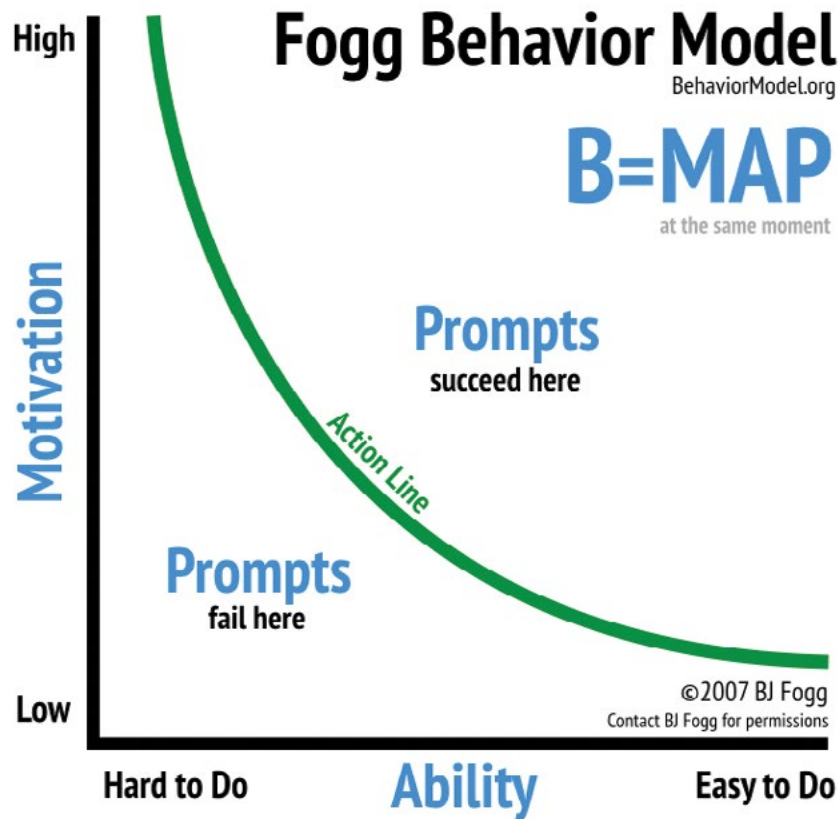 High
Fogg Behavior Model
BehaviorModel.org
B=MAP
at the same moment
Motivation
Prompts
succeed here
Action Line
Prompts
fail here
Low
©2007 BJ Fogg
Contact BJ Fogg for permissions
Hard to Do
Ability
Easy to Do